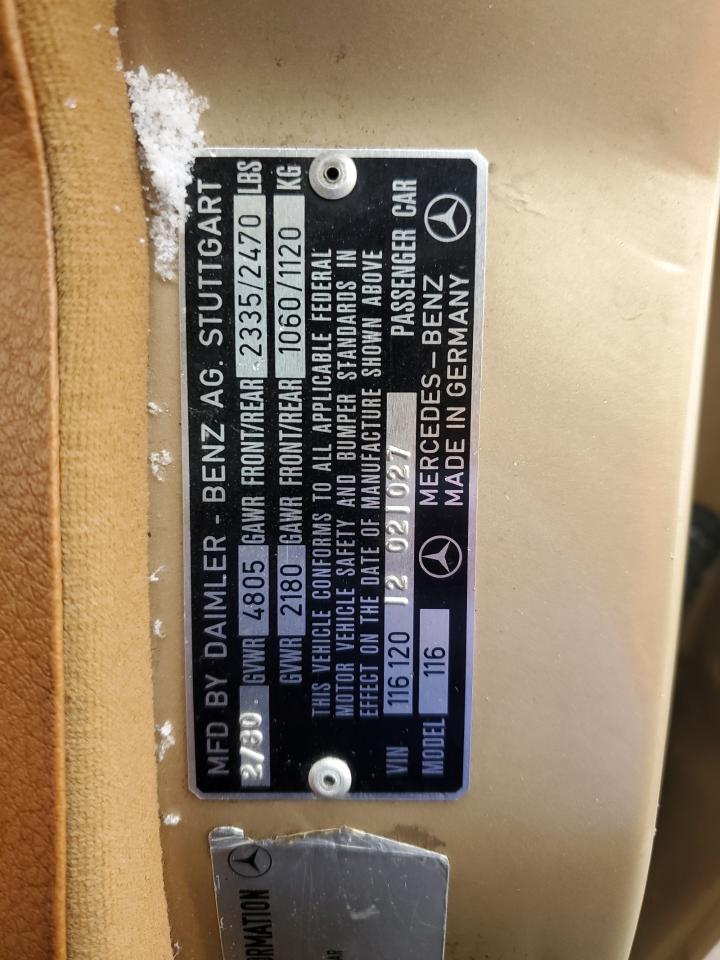 MFD BY DAIMLER - BENZ AG. STUTTGART
2/80. GVWR 4805 GAWR FRONT/REAR 2335/2470 LBS
GVWR 2180 GAWR FRONT/REAR 1060/1120 KG
THIS VEHICLE CONFORMS TO ALL APPLICABLE FEDERAL
MOTOR VEHICLE SAFETY AND BUMPER STANDARDS IN
EFFECT ON THE DATE OF MANUFACTURE SHOWN ABOVE
VIN 116 120 12 021027 PASSENGER CAR
MODEL 116 MERCEDES-BENZ
MADE IN GERMANY